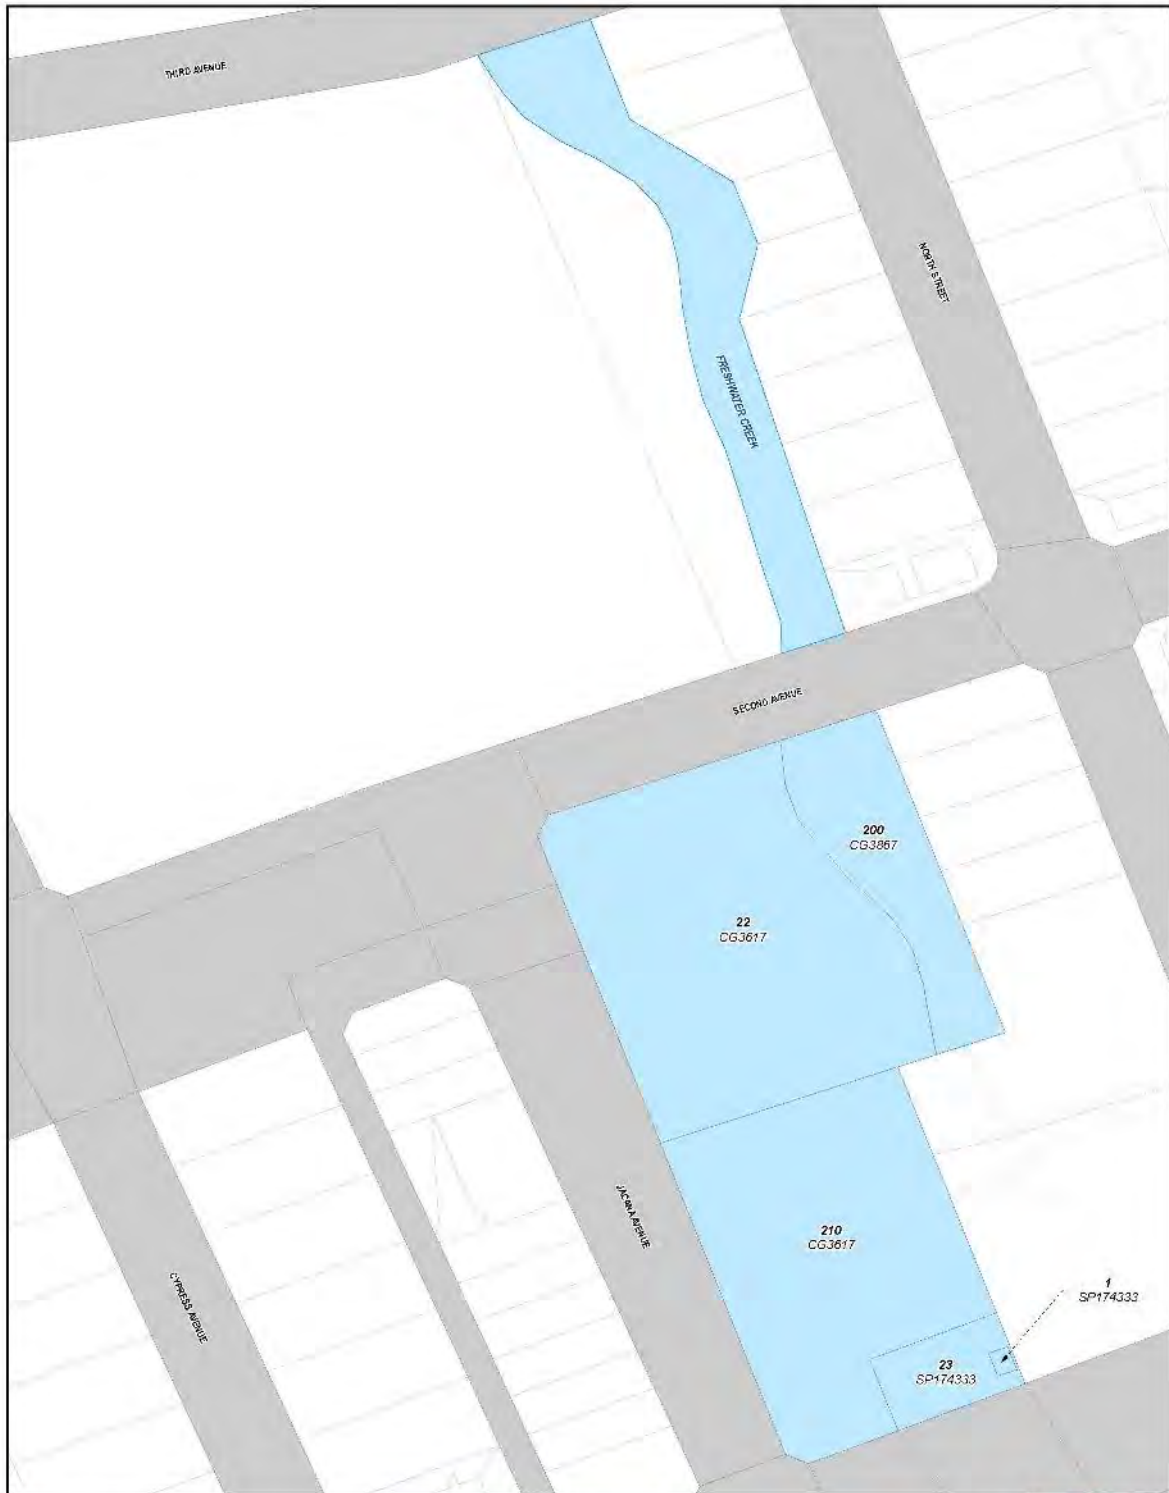 THIRD AVENUE
NORTH STREET
FRESHWATER CREEK
SECOND AVENUE
200
CG3867
22
CG3617
JACANA AVENUE
210
CG3617
CYPRESS AVENUE
1
SP174333
23
SP174333